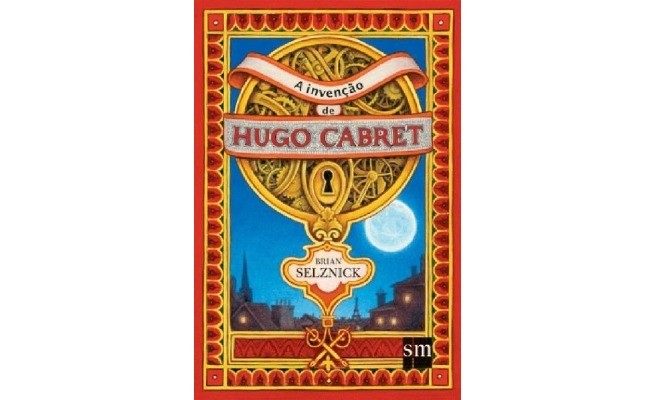 A invenção
de
HUGO CABRET
BRIAN
SELZNICK
sm